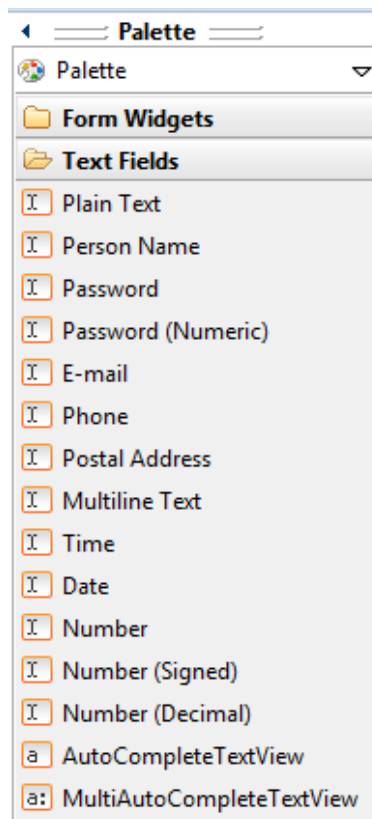 Palette
Palette
Form Widgets
Text Fields
Plain Text
Person Name
Password
Password (Numeric)
E-mail
Phone
Postal Address
Multiline Text
Time
Date
Number
Number (Signed)
Number (Decimal)
a AutoCompleteTextView
a: MultiAutoCompleteTextView